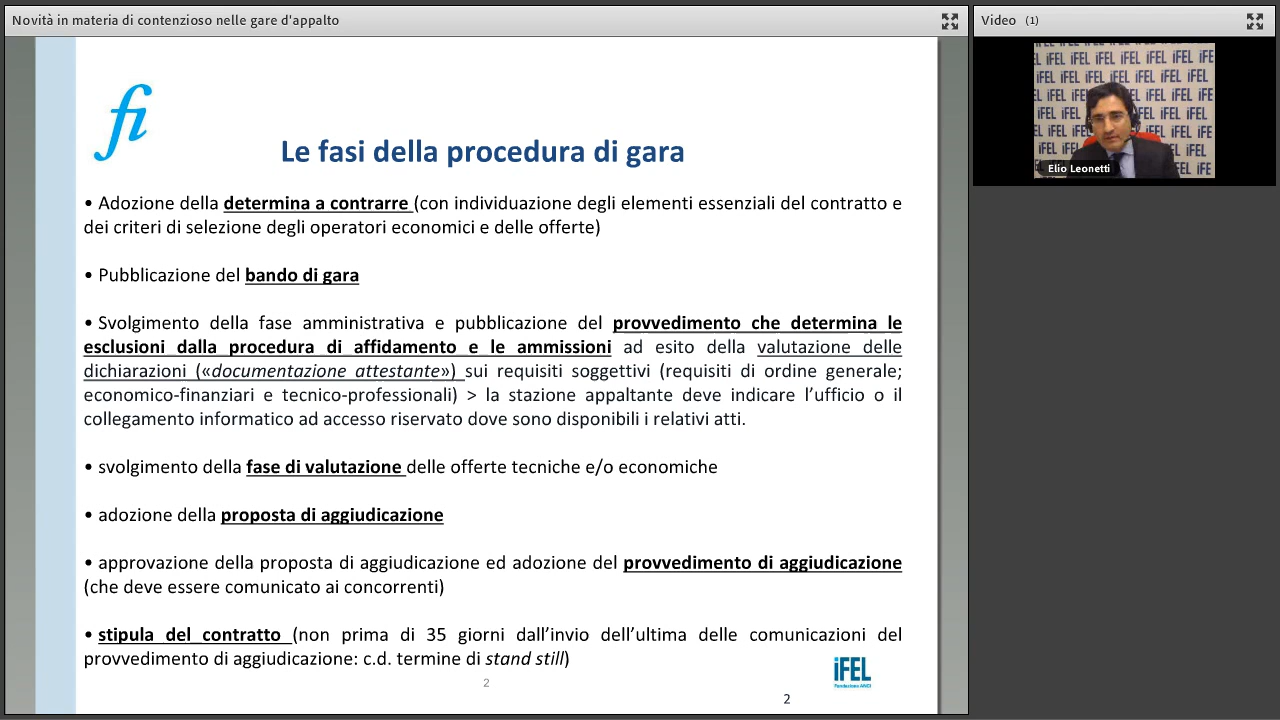 Novità in materia di contenzioso nelle gare d'appalto
Video (1)
fi
Le fasi della procedura di gara
• Adozione della determina a contrarre (con individuazione degli elementi essenziali del contratto e
dei criteri di selezione degli operatori economici e delle offerte)
• Pubblicazione del bando di gara
• Svolgimento della fase amministrativa e pubblicazione del provvedimento che determina le
esclusioni dalla procedura di affidamento e le ammissioni ad esito della valutazione delle
dichiarazioni («documentazione attestante») sui requisiti soggettivi (requisiti di ordine generale;
economico-finanziari e tecnico-professionali) > la stazione appaltante deve indicare l’ufficio o il
collegamento informatico ad accesso riservato dove sono disponibili i relativi atti.
• svolgimento della fase di valutazione delle offerte tecniche e/o economiche
• adozione della proposta di aggiudicazione
• approvazione della proposta di aggiudicazione ed adozione del provvedimento di aggiudicazione
(che deve essere comunicato ai concorrenti)
• stipula del contratto (non prima di 35 giorni dall’invio dell’ultima delle comunicazioni del
provvedimento di aggiudicazione: c.d. termine di stand still)
2
iFEL
Fondazione ANCI
2
iFEL iFEL iFEL iFEL
Elio Leonetti